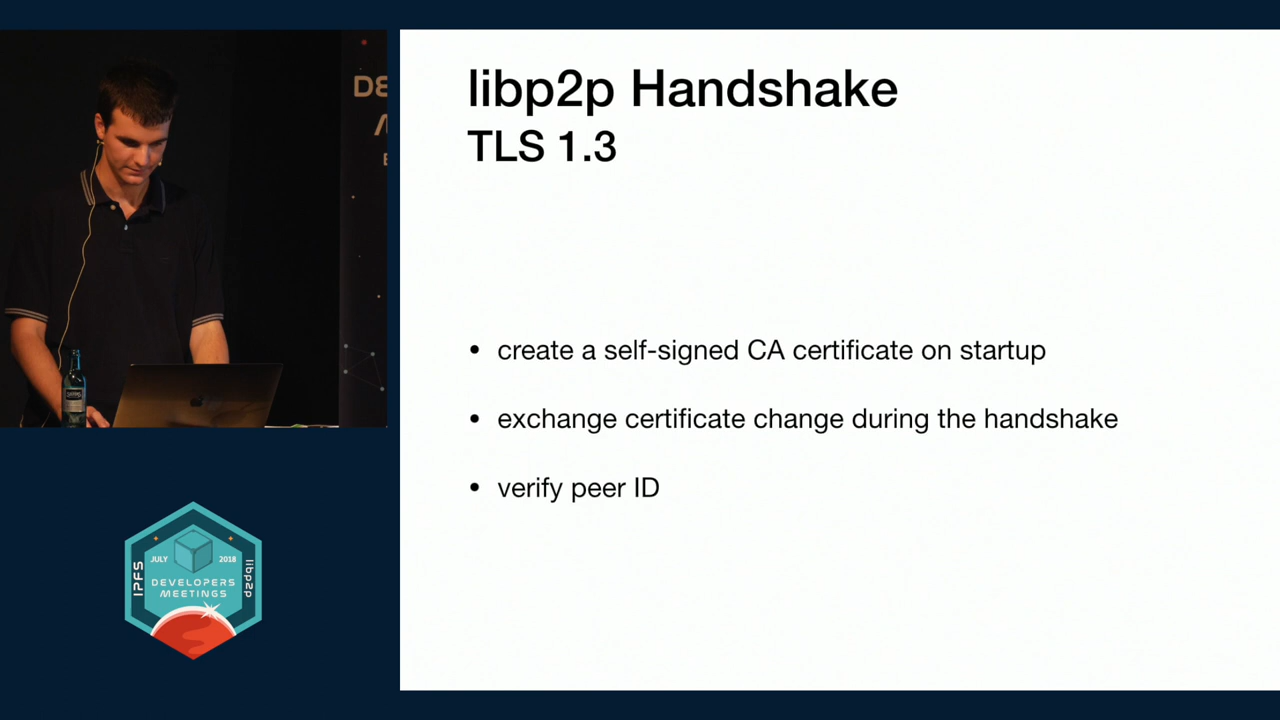 libp2p Handshake
TLS 1.3
• create a self-signed CA certificate on startup
• exchange certificate change during the handshake
• verify peer ID
JULY 2018
IPFS
DEVELOPERS
MEETINGS
libp2p